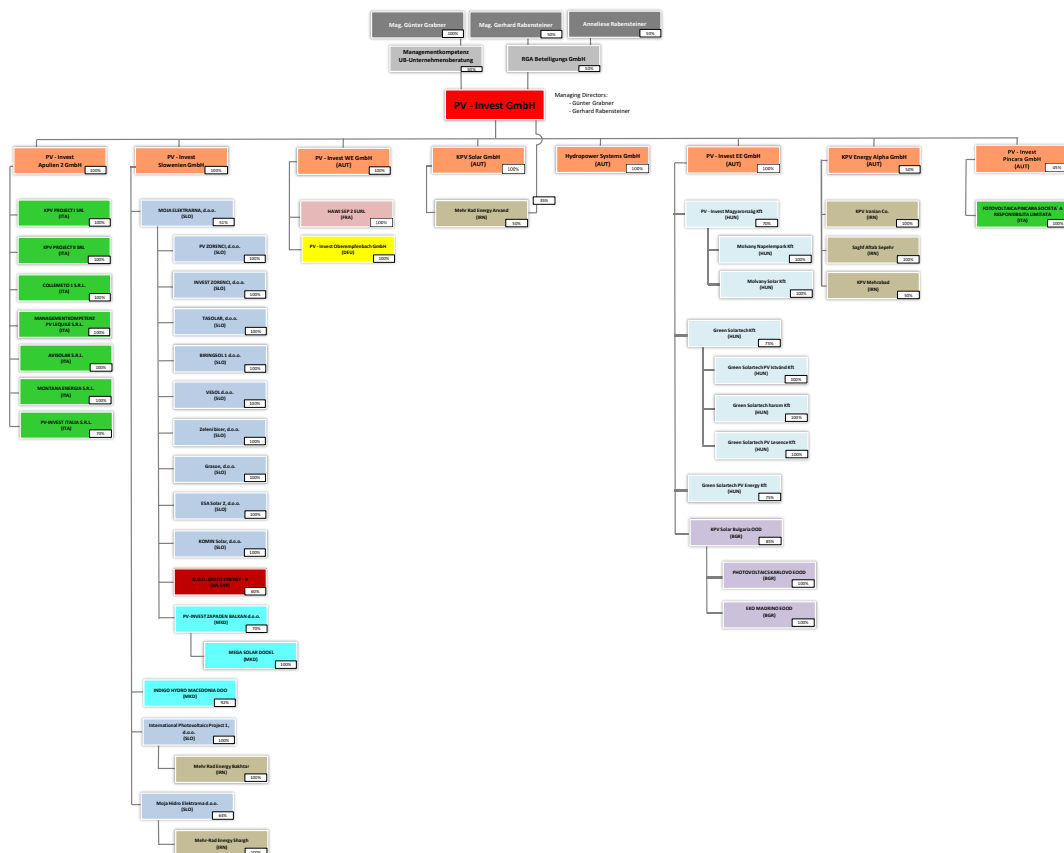 Mag. Günter Grabner
100%
Mag. Gerhard Rabensteiner
50%
Anneliese Rabensteiner
50%
Managementkompetenz
UB-Unternehmensberatung
50%
RGA Beteiligungs GmbH
50%
PV - Invest GmbH
Managing Directors:
- Günter Grabner
- Gerhard Rabensteiner
PV - Invest
Apulien 2 GmbH
100%
KPV PROJECT I SRL
(ITA)
100%
KPV PROJECT II SRL
(ITA)
100%
COLLEMETO 1 S.R.L.
(ITA)
100%
MANAGEMENTKOMPETENZ
PV LEQUILE S.R.L.
(ITA)
100%
AVISOLAR S.R.L.
(ITA)
100%
MONTANA ENERGIA S.R.L.
(ITA)
100%
PV-INVEST ITALIA S.R.L.
(ITA)
70%
PV - Invest
Slowenien GmbH
100%
MOJA ELEKTRARNA, d.o.o.
(SLO)
51%
PV ZORENCI, d.o.o.
(SLO)
100%
INVEST ZORENCI, d.o.o.
(SLO)
100%
TASOLAR, d.o.o.
(SLO)
100%
BIRINGSOL 1 d.o.o.
(SLO)
100%
VESOL d.o.o.
(SLO)
100%
Zeleni biser, d.o.o.
(SLO)
100%
Grason, d.o.o.
(SLO)
100%
ESA Solar 2, d.o.o.
(SLO)
100%
KOMIN Solar, d.o.o.
(SLO)
100%
60%
PV-INVEST ZAPADEN BALKAN d.o.o.
(MKD)
70%
MEGA SOLAR DOOEL
(MKD)
100%
INDIGO HYDRO MACEDONIA DOO
(MKD)
92%
International Photovoltaics Project 1,
d.o.o.
(SLO)
100%
Mehr Rad Energy Bakhtar
(IRN)
100%
Moja Hidro Elektrarna d.o.o.
(SLO)
(IRN)
100%
PV - Invest WE GmbH
(AUT)
100%
HAWI SEP 2 EURL
(FRA)
100%
PV - Invest Oberempfenbach GmbH
(DEU)
100%
KPV Solar GmbH
(AUT)
100%
35%
Mehr Rad Energy Arvand
(IRN)
Hydropower Systems GmbH
(AUT)
100%
PV - Invest EE GmbH
(AUT)
100%
PV - Invest Magyarország Kft
(HUN)
70%
Molvany Napelempark Kft
(HUN)
100%
Molvany Solar Kft
(HUN)
100%
Green Solartech Kft
(HUN)
75%
Green Solartech PV Istvánd Kft
(HUN)
100%
Green Solartech harom Kft
(HUN)
100%
Green Solartech PV Lesence Kft
(HUN)
100%
Green Solartech PV Energy Kft
(HUN)
75%
KPV Solar Bulgaria OOD
(BGR)
PHOTOVOLTAICS KARLOVO EOOD
(BGR)
100%
EKO MADRINO EOOD
(BGR)
100%
KPV Energy Alpha GmbH
(AUT)
50%
KPV Iranian Co.
(IRN)
100%
Saghf Aftab Sepehr
(IRN)
100%
KPV Mehrabad
(IRN)
50%
PV - Invest
Pincara GmbH
(AUT)
45%
FOTOVOLTAICA PINCARA SOCIETA` A
RESPONSBILITA LIMITATA
(ITA)
100%